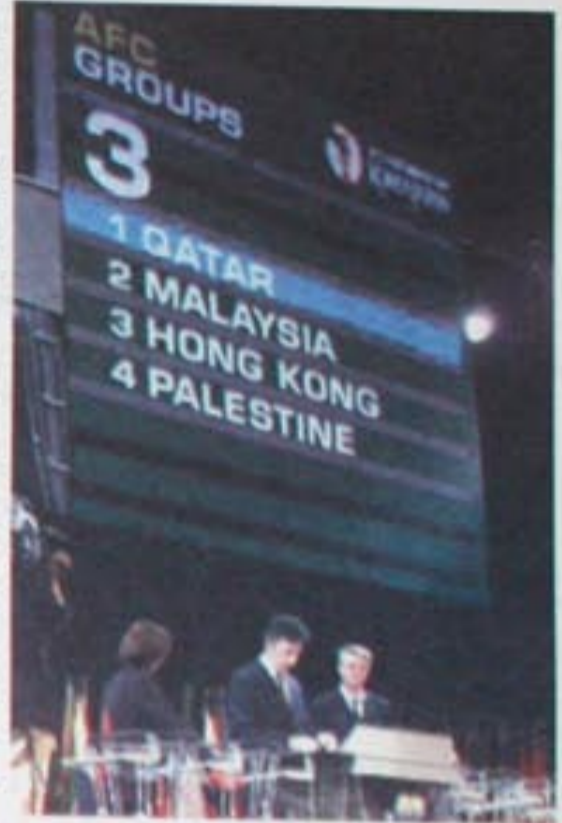 AFC
GROUPS
3
1 QATAR
2 MALAYSIA
3 HONG KONG
4 PALESTINE